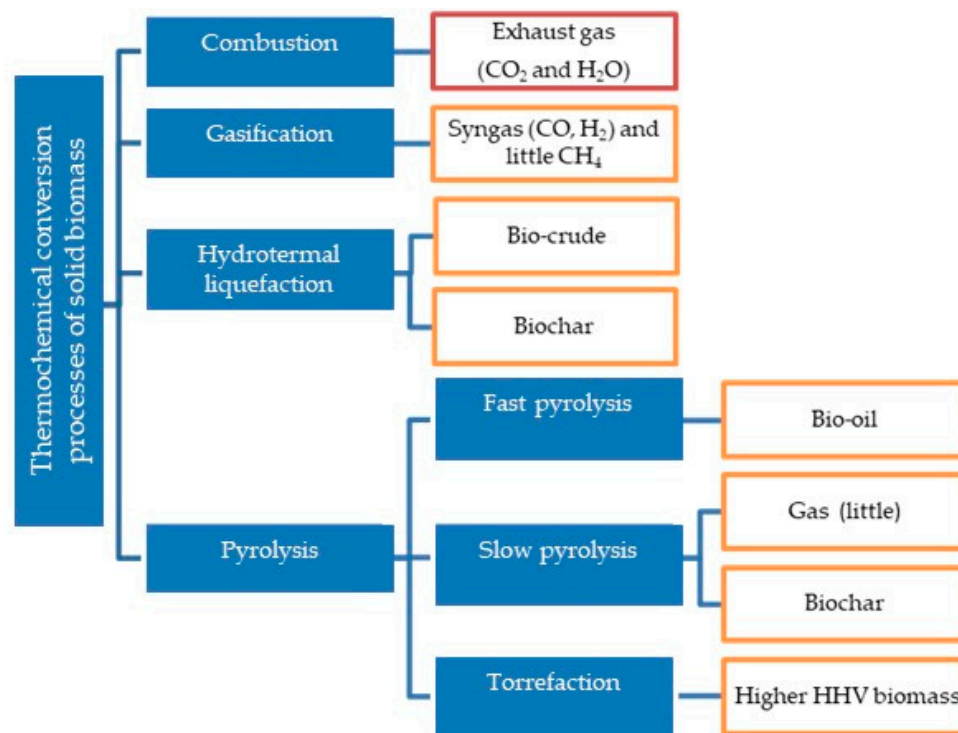 Thermochemical conversion
processes of solid biomass
Combustion
Exhaust gas
(CO₂ and H₂O)
Gasification
Syngas (CO, H₂) and
little CH₄
Hydrotermal
liquefaction
Bio-crude
Biochar
Pyrolysis
Fast pyrolysis
Bio-oil
Slow pyrolysis
Gas (little)
Biochar
Torrefaction
Higher HHV biomass